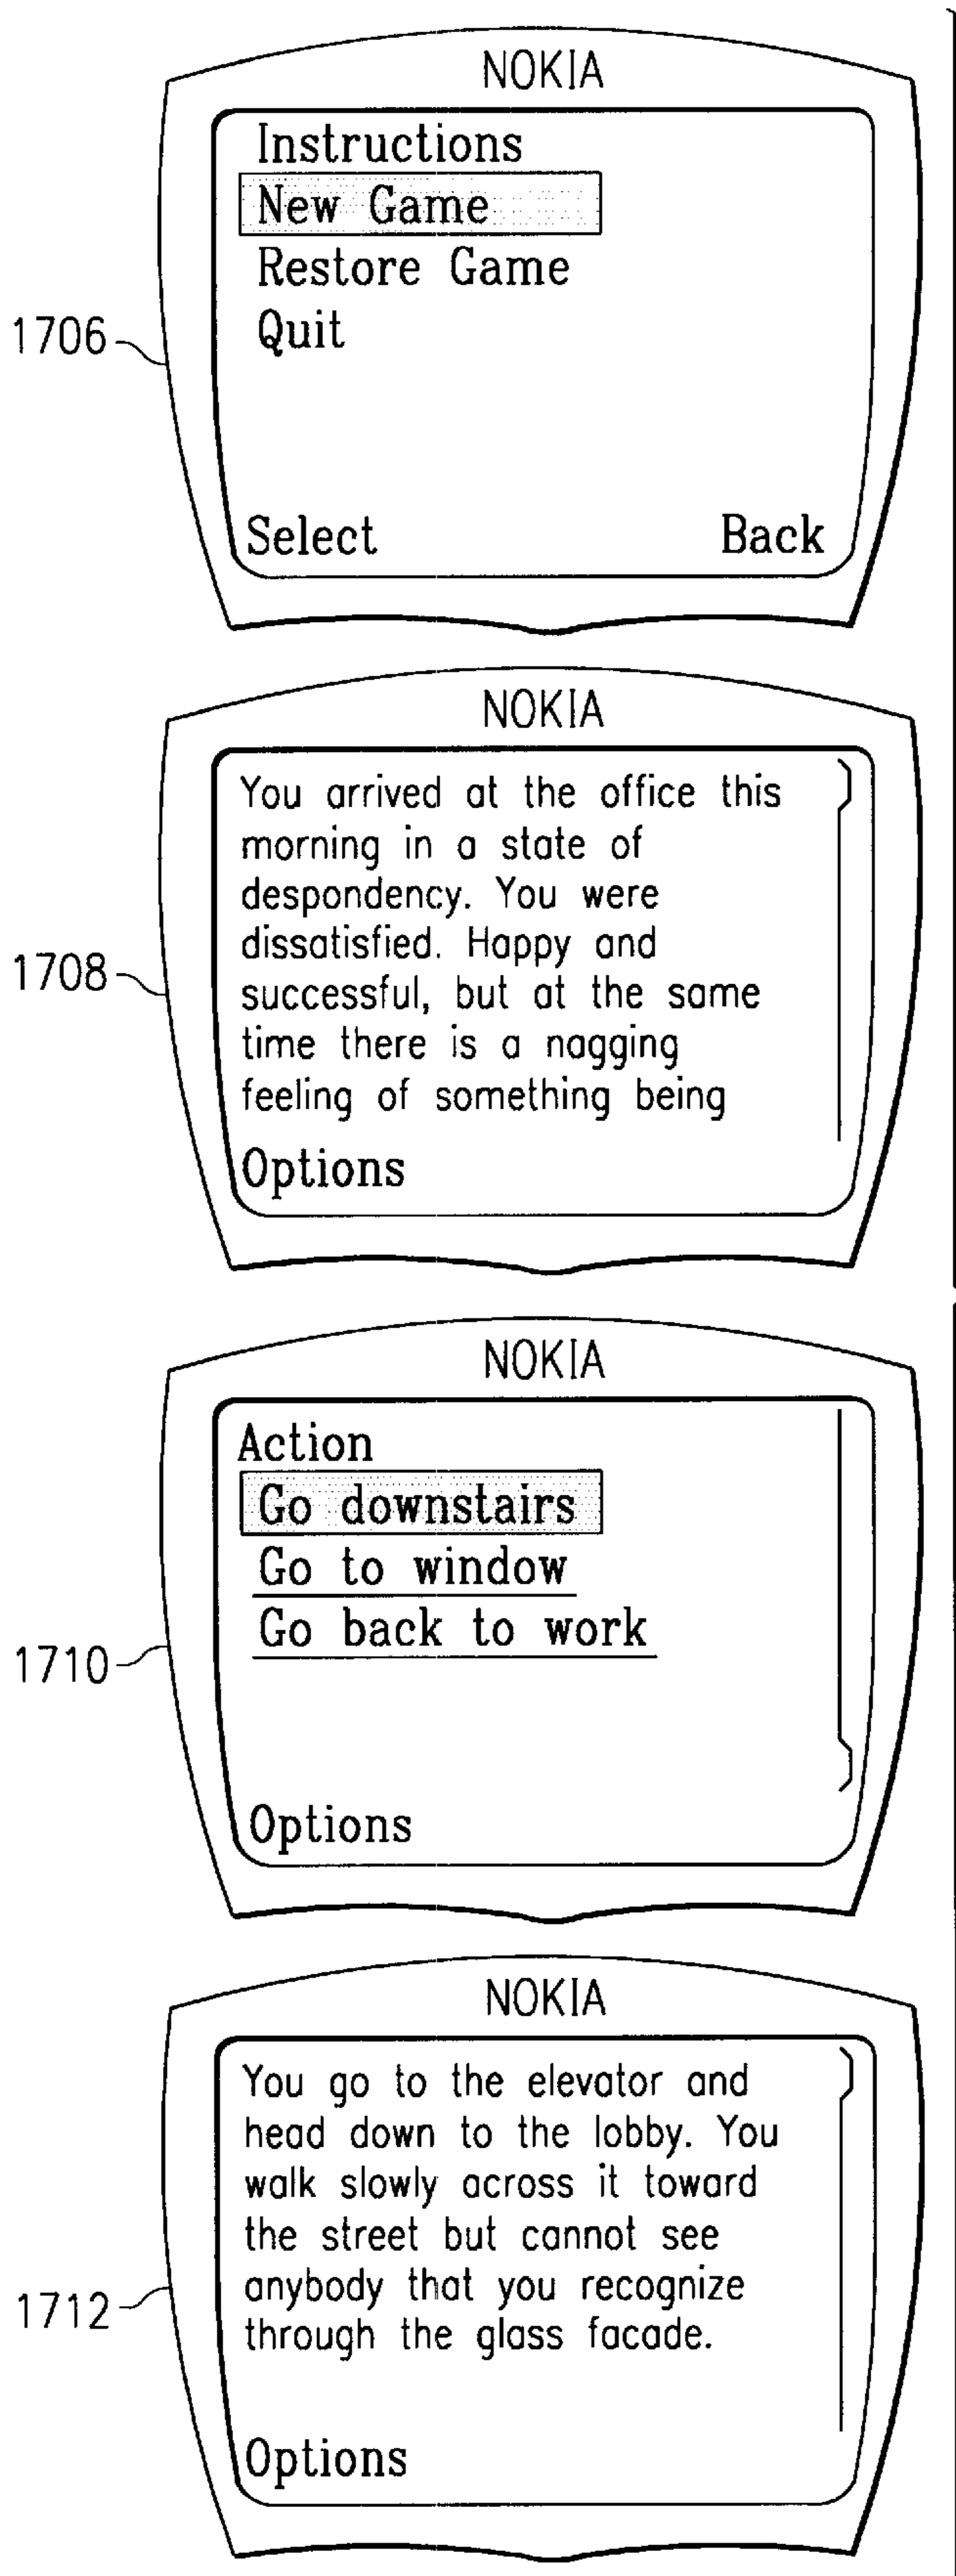 NOKIA
Instructions
New Game
Restore Game
Quit
1706
Select Back
NOKIA
You arrived at the office this
morning in a state of
despondency. You were
dissatisfied. Happy and
1708
successful, but at the same
time there is a nagging
feeling of something being
Options
NOKIA
Action
Go downstairs
Go to window
Go back to work
1710
Options
NOKIA
You go to the elevator and
head down to the lobby. You
walk slowly across it toward
the street but cannot see
anybody that you recognize
1712
through the glass facade.
Options